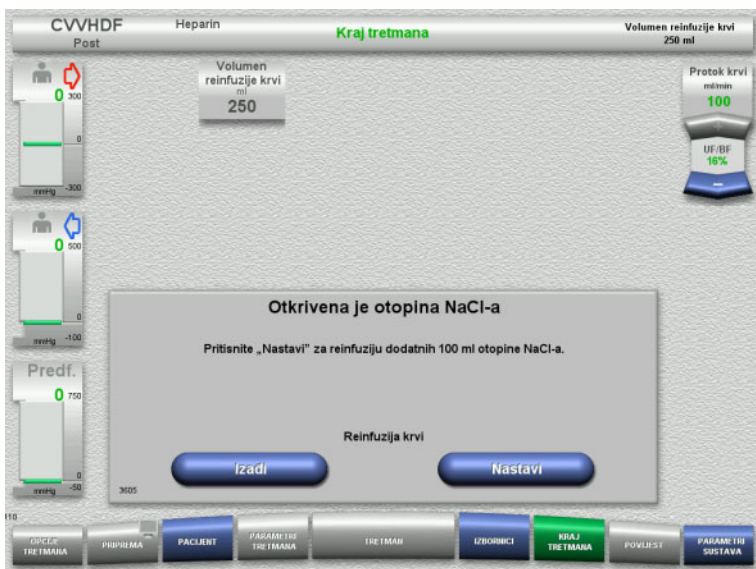 CVVHDF
Post
Heparin
Kraj tretmana
Volumen reinfuzije krvi
250 ml
0
300
0
mmHg
-300
Volumen
reinfuzije krvi
ml
250
Protok krvi
ml/min
100
+
UF/BF
16%
-
0
500
0
mmHg
-100
Predf.
0
750
0
mmHg
-50
Otkrivena je otopina NaCl-a
Pritisnite „Nastavi” za reinfuziju dodatnih 100 ml otopine NaCl-a.
Reinfuzija krvi
Izađi
Nastavi
3605
OPCIJE
TRETMANA
PRIPREMA
PACIJENT
PARAMETRI
TRETMANA
TRETMAN
IZBORNICI
KRAJ
TRETMANA
POVIJEST
PARAMETRI
SUSTAVA